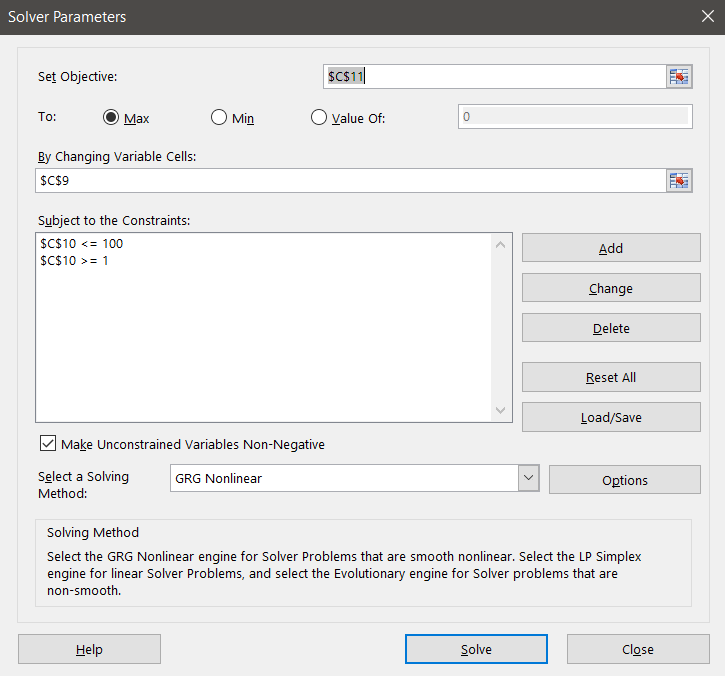 Solver Parameters
Set Objective:
$C$11
To:
Max
Min
Value Of:
0
By Changing Variable Cells:
$C$9
Subject to the Constraints:
$C$10 <= 100
$C$10 >= 1
Add
Change
Delete
Reset All
Load/Save
Make Unconstrained Variables Non-Negative
Select a Solving
Method:
GRG Nonlinear
Options
Solving Method
Select the GRG Nonlinear engine for Solver Problems that are smooth nonlinear. Select the LP Simplex
engine for linear Solver Problems, and select the Evolutionary engine for Solver problems that are
non-smooth.
Help
Solve
Close